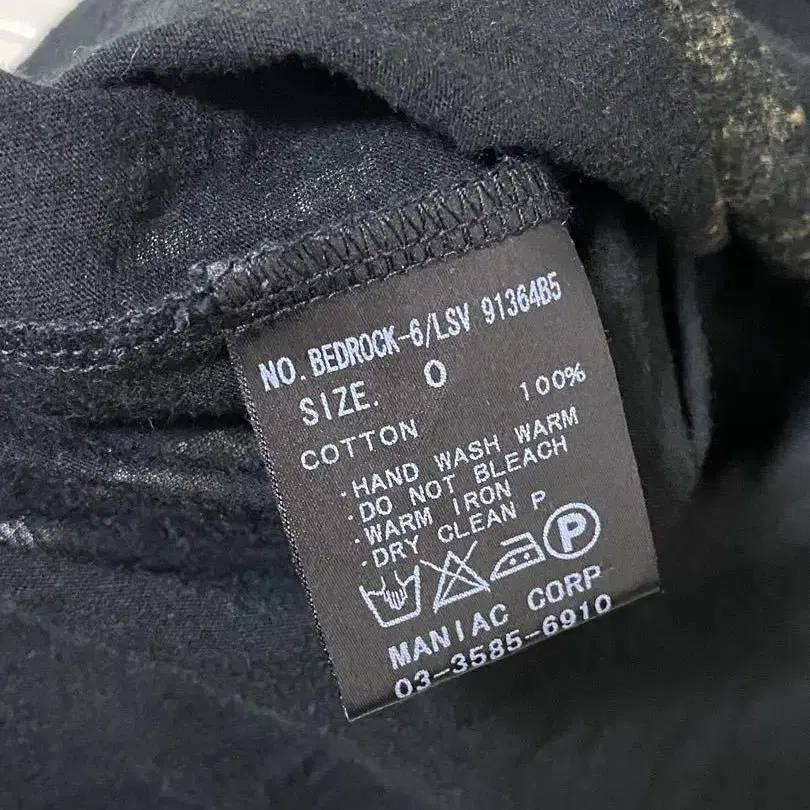 NO. BEDROCK-6/LSV 91364B5
SIZE. 0
COTTON 100%
·HAND WASH WARM
·DO NOT BLEACH
·WARM IRON
·DRY CLEAN P
P
MANIAC CORP
03-3585-6910